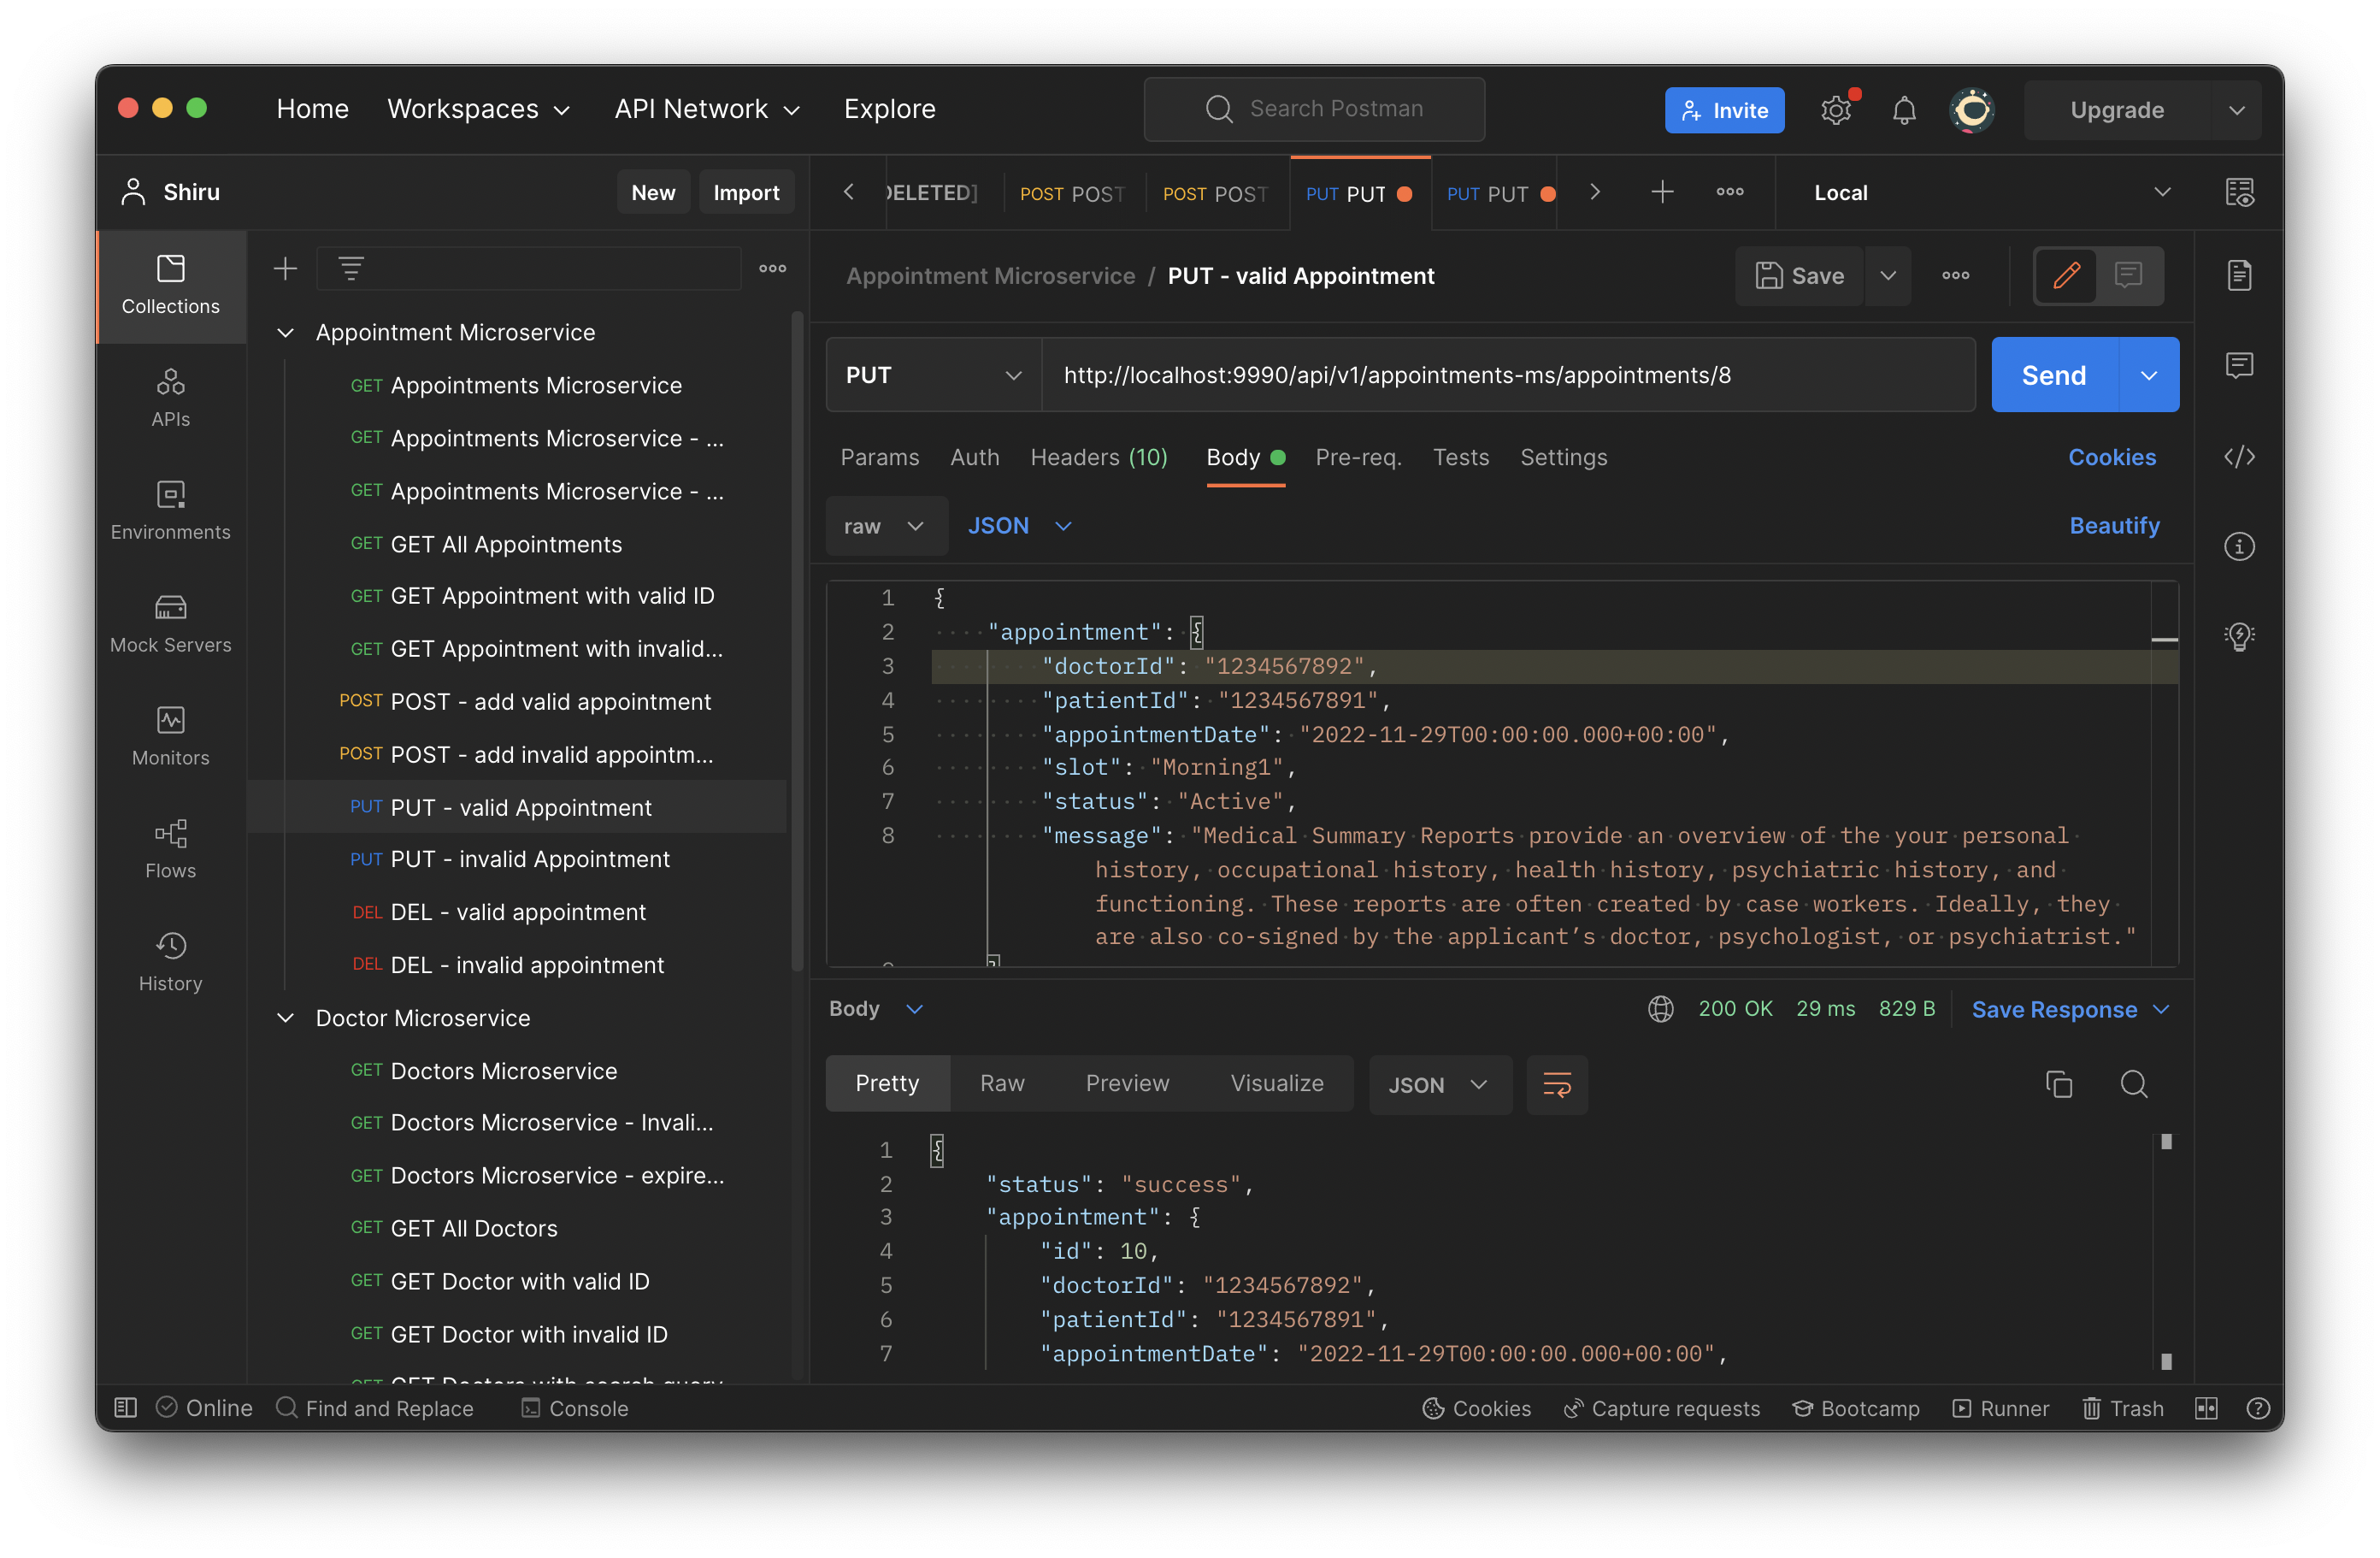 Home Workspaces API Network Explore
Search Postman
Invite
Upgrade
Shiru
New Import
DELETED] POST POST POST POST PUT PUT PUT PUT
Local
Collections
APIs
Environments
Mock Servers
Monitors
Flows
History
Appointment Microservice
GET Appointments Microservice
GET Appointments Microservice - ...
GET Appointments Microservice - ...
GET GET All Appointments
GET GET Appointment with valid ID
GET GET Appointment with invalid...
POST POST - add valid appointment
POST POST - add invalid appointm...
PUT PUT - valid Appointment
PUT PUT - invalid Appointment
DEL DEL - valid appointment
DEL DEL - invalid appointment
Doctor Microservice
GET Doctors Microservice
GET Doctors Microservice - Invali...
GET Doctors Microservice - expire...
GET GET All Doctors
GET GET Doctor with valid ID
GET GET Doctor with invalid ID
GET GET Doctors with search query
Appointment Microservice / PUT - valid Appointment
Save
PUT http://localhost:9990/api/v1/appointments-ms/appointments/8
Send
Params Auth Headers (10) Body Pre-req. Tests Settings
Cookies
raw JSON
Beautify
1 {
2 "appointment": {
3 "doctorId": "1234567892",
4 "patientId": "1234567891",
5 "appointmentDate": "2022-11-29T00:00:00.000+00:00",
6 "slot": "Morning1",
7 "status": "Active",
8 "message": "Medical Summary Reports provide an overview of the your personal
history, occupational history, health history, psychiatric history, and
functioning. These reports are often created by case workers. Ideally, they
are also co-signed by the applicant’s doctor, psychologist, or psychiatrist."
9 }
Body
200 OK 29 ms 829 B Save Response
Pretty Raw Preview Visualize JSON
1 {
2 "status": "success",
3 "appointment": {
4 "id": 10,
5 "doctorId": "1234567892",
6 "patientId": "1234567891",
7 "appointmentDate": "2022-11-29T00:00:00.000+00:00",
Online Find and Replace Console
Cookies Capture requests Bootcamp Runner Trash